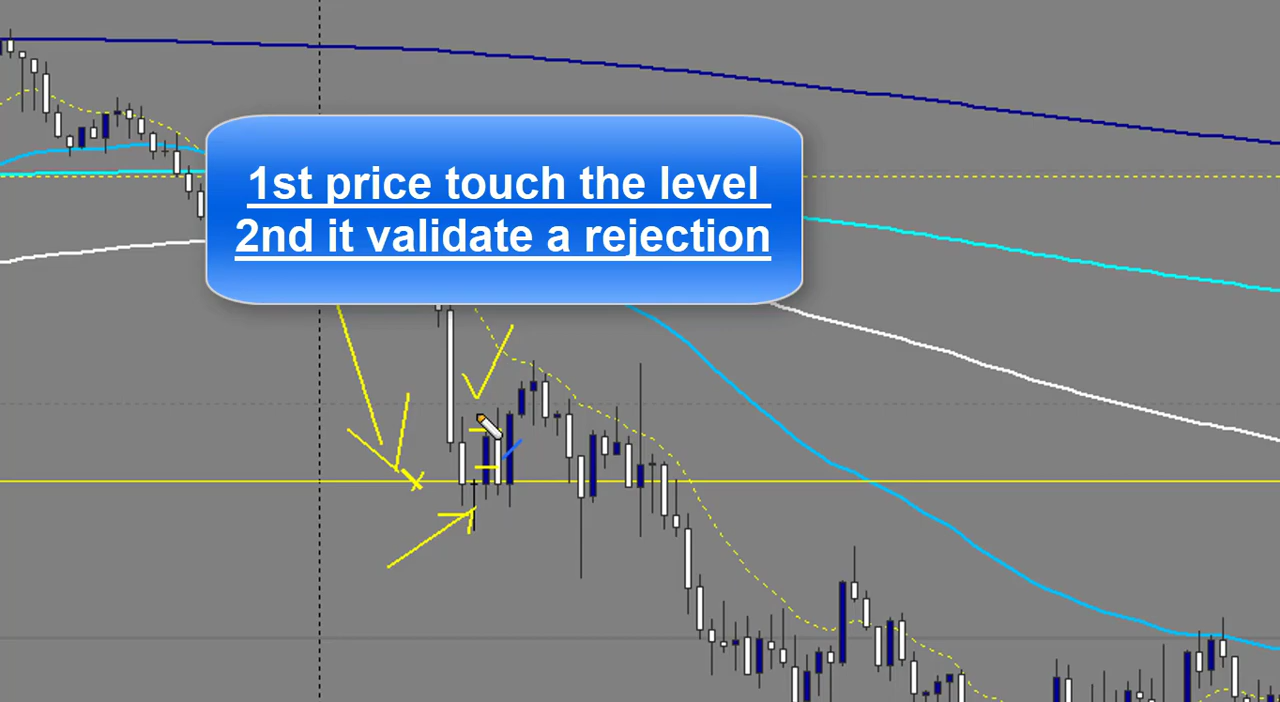 1st price touch the level
2nd it validate a rejection